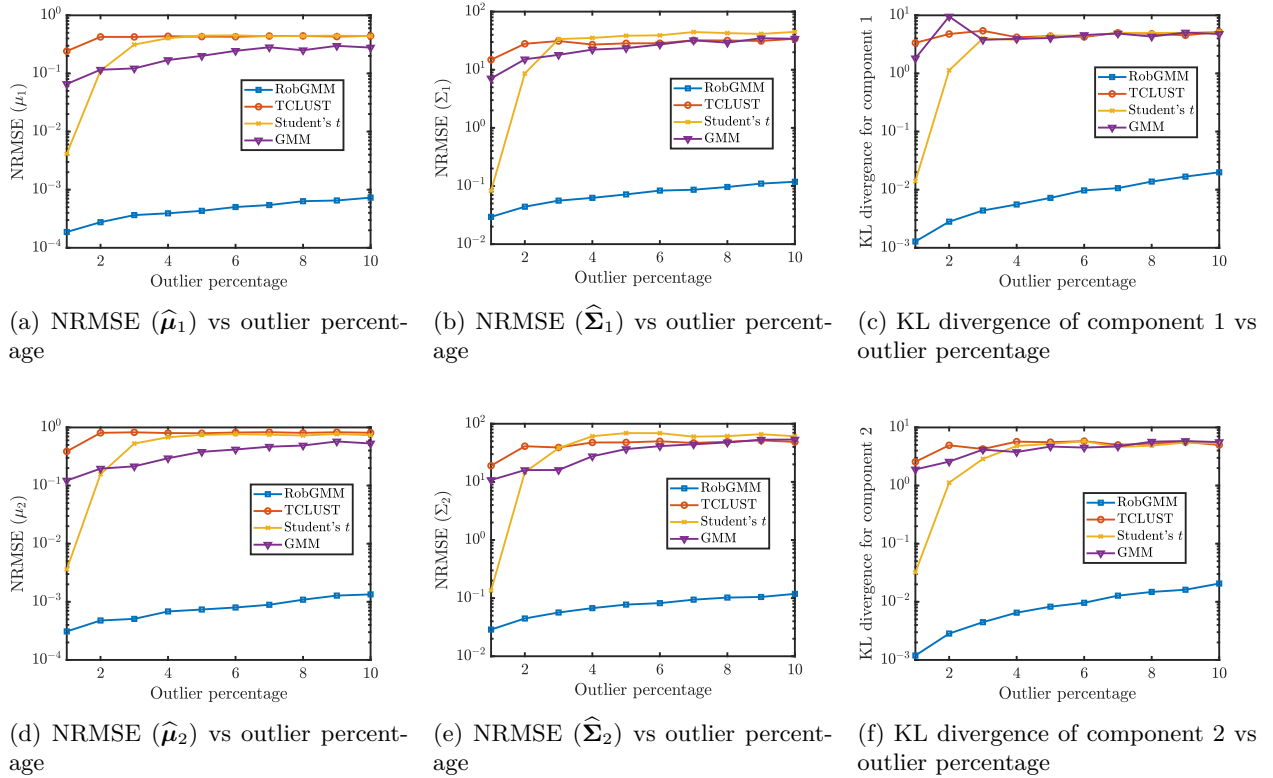 10^0
10^-1
10^-2
10^-3
10^-4
NRMSE (μ1)
RobGMM
TCLUST
Student's t
GMM
2 4 6 8 10
Outlier percentage
(a) NRMSE (μ̂1) vs outlier percent-
age
10^2
10^1
10^0
10^-1
10^-2
NRMSE (Σ1)
RobGMM
TCLUST
Student's t
GMM
2 4 6 8 10
Outlier percentage
(b) NRMSE (Σ̂1) vs outlier percent-
age
10^1
10^0
10^-1
10^-2
10^-3
KL divergence for component 1
RobGMM
TCLUST
Student's t
GMM
2 4 6 8 10
Outlier percentage
(c) KL divergence of component 1 vs
outlier percentage
10^0
10^-1
10^-2
10^-3
10^-4
NRMSE (μ2)
RobGMM
TCLUST
Student's t
GMM
2 4 6 8 10
Outlier percentage
(d) NRMSE (μ̂2) vs outlier percent-
age
10^2
10^1
10^0
10^-1
10^-2
NRMSE (Σ2)
RobGMM
TCLUST
Student's t
GMM
2 4 6 8 10
Outlier percentage
(e) NRMSE (Σ̂2) vs outlier percent-
age
10^1
10^0
10^-1
10^-2
10^-3
KL divergence for component 2
RobGMM
TCLUST
Student's t
GMM
2 4 6 8 10
Outlier percentage
(f) KL divergence of component 2 vs
outlier percentage